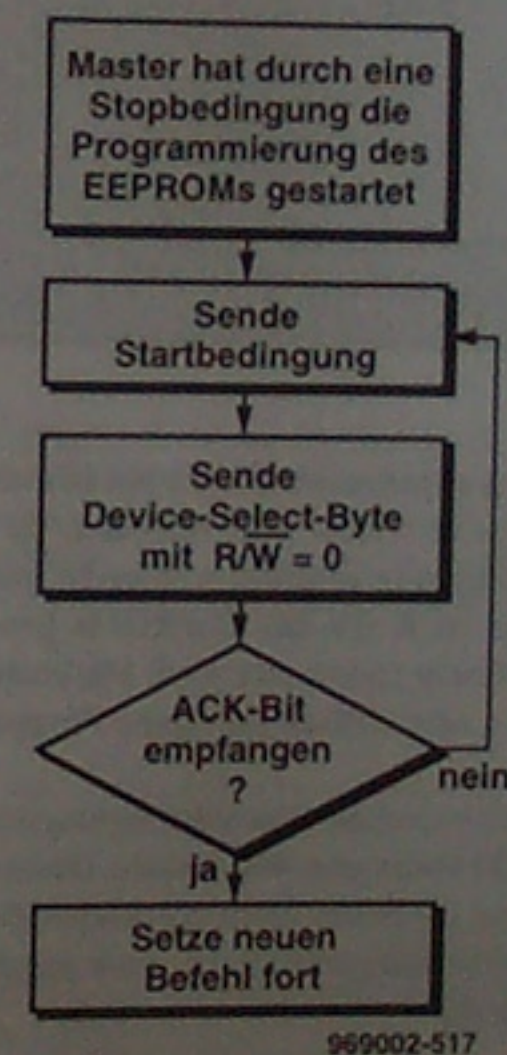 Master hat durch eine
Stopbedingung die
Programmierung des
EEPROMs gestartet
Sende
Startbedingung
Sende
Device-Select-Byte
mit R/W̅ = 0
ACK-Bit
empfangen
?
nein
ja
Setze neuen
Befehl fort
969002-517